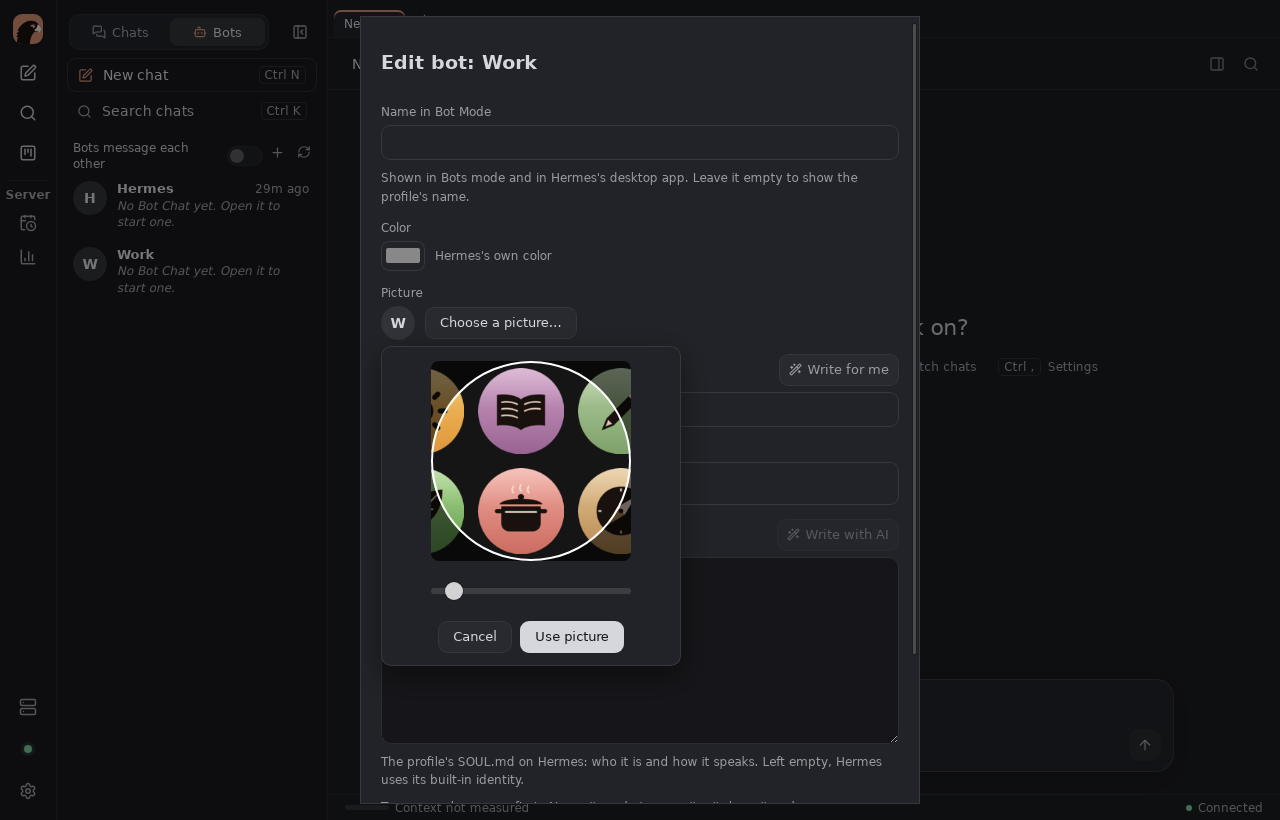 Chats
Bots
New chat
Ctrl N
Search chats
Ctrl K
Bots message each
other
Server
H
Hermes
29m ago
No Bot Chat yet. Open it to
start one.
W
Work
No Bot Chat yet. Open it to
start one.
Ne
N
Edit bot: Work
Name in Bot Mode
Shown in Bots mode and in Hermes's desktop app. Leave it empty to show the
profile's name.
Color
Hermes's own color
Picture
W
Choose a picture...
Write for me
Write with AI
Cancel
Use picture
The profile's SOUL.md on Hermes: who it is and how it speaks. Left empty, Hermes
uses its built-in identity.
on?
tch chats
Ctrl ,
Settings
Context not measured
Connected